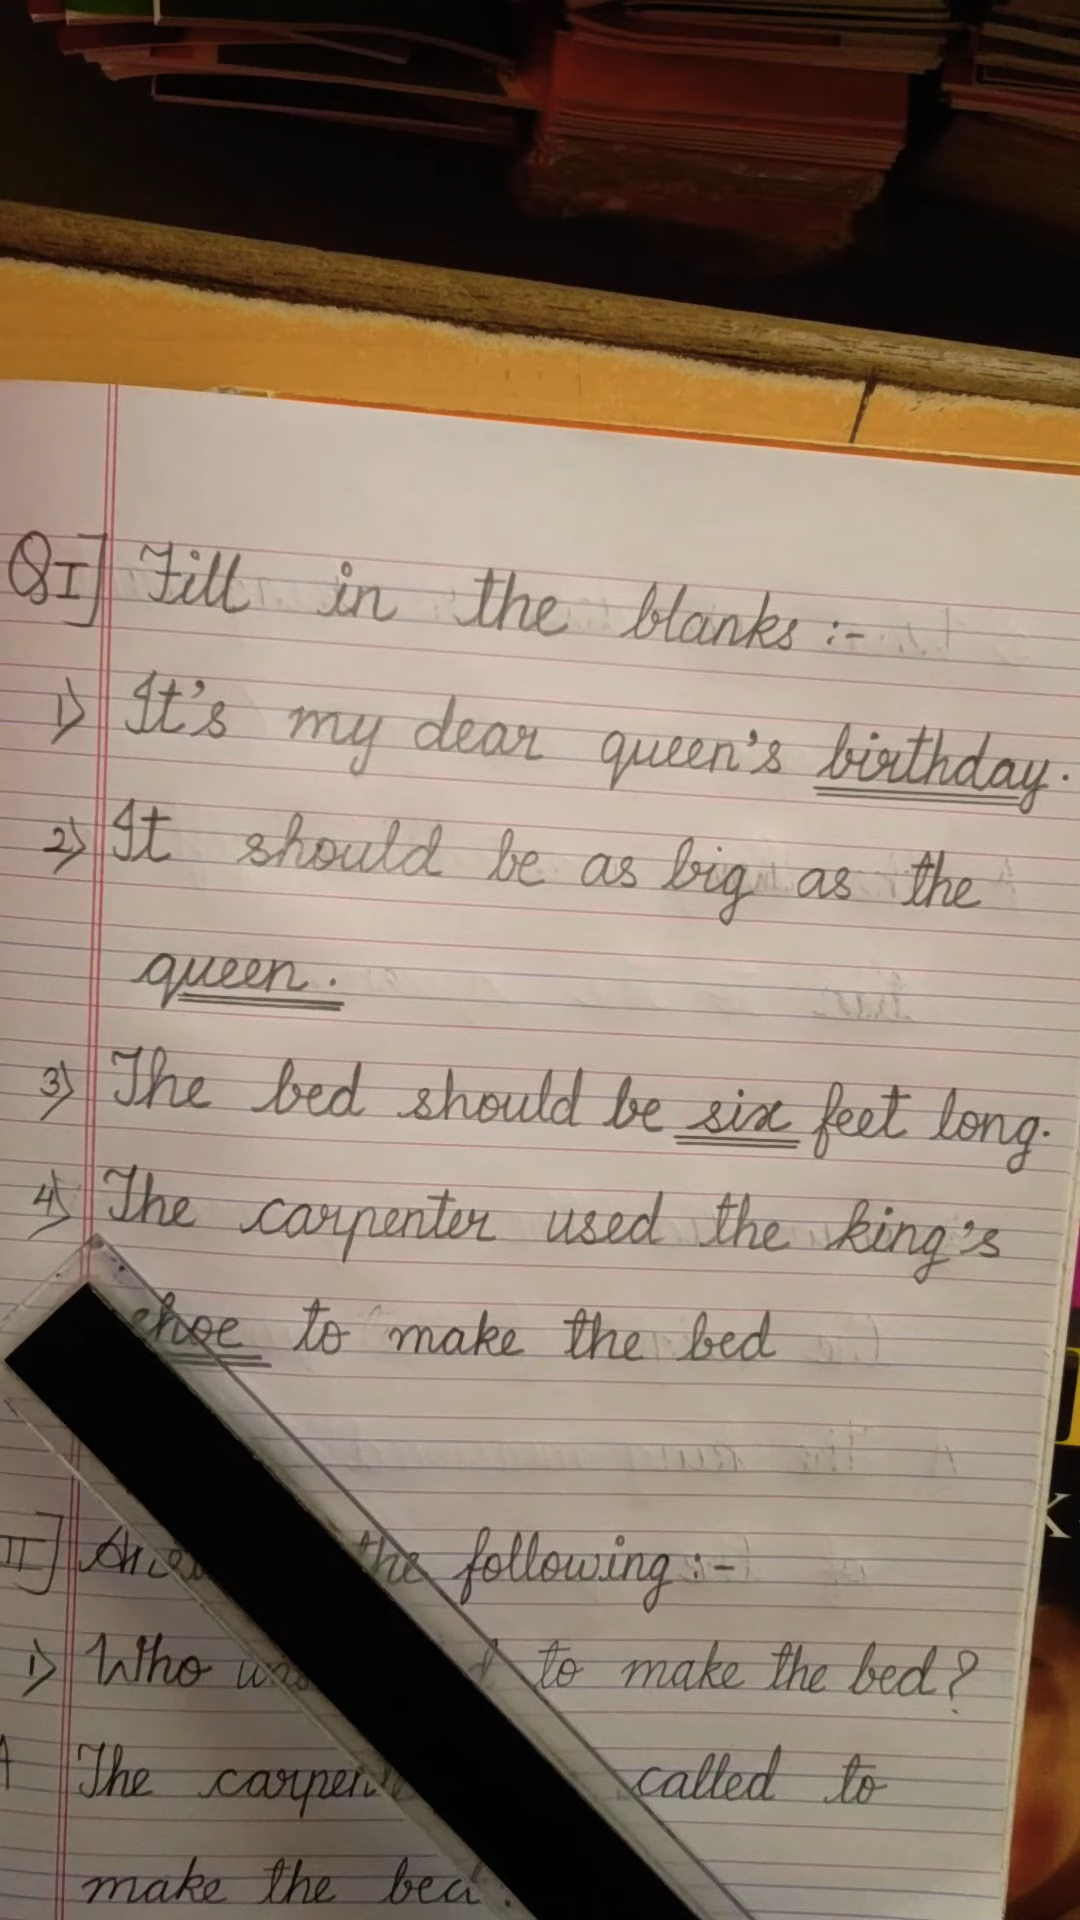 QI] Fill in the blanks :-
1) It's my dear queen's birthday.
2) It should be as big as the
queen.
3) The bed should be six feet long.
4) The carpenter used the king's
to make the bed
II] the following :-
1) Who to make the bed?
A The called to
make the bed.
K